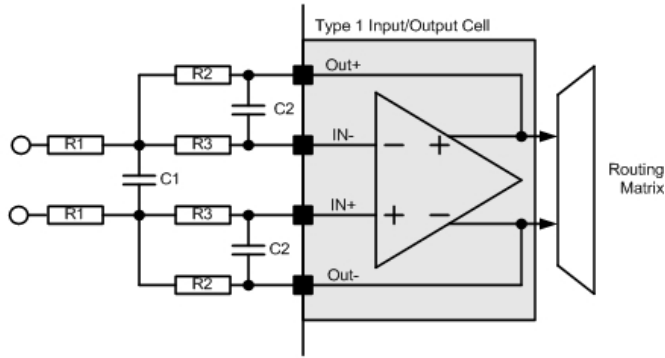 Type 1 Input/Output Cell
R2
Out+
C2
R1
R3
IN-
− +
C1
Routing
Matrix
R1
R3
IN+
+ −
C2
R2
Out-